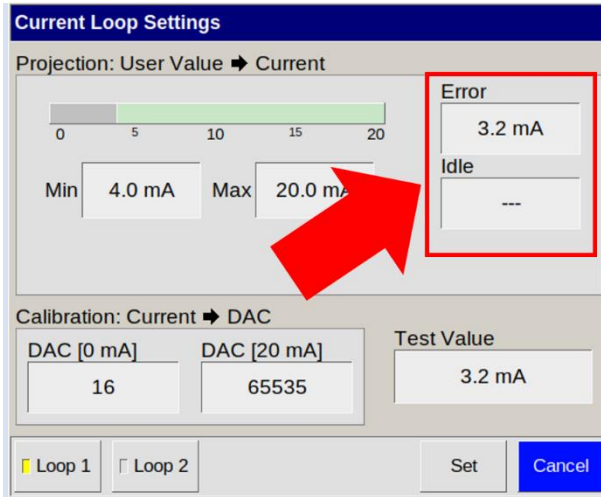 Current Loop Settings
Projection: User Value ➔ Current
0 5 10 15 20
Min 4.0 mA Max 20.0 mA
Error
3.2 mA
Idle
---
Calibration: Current ➔ DAC
DAC [0 mA] DAC [20 mA]
16 65535
Test Value
3.2 mA
Loop 1 Loop 2 Set Cancel